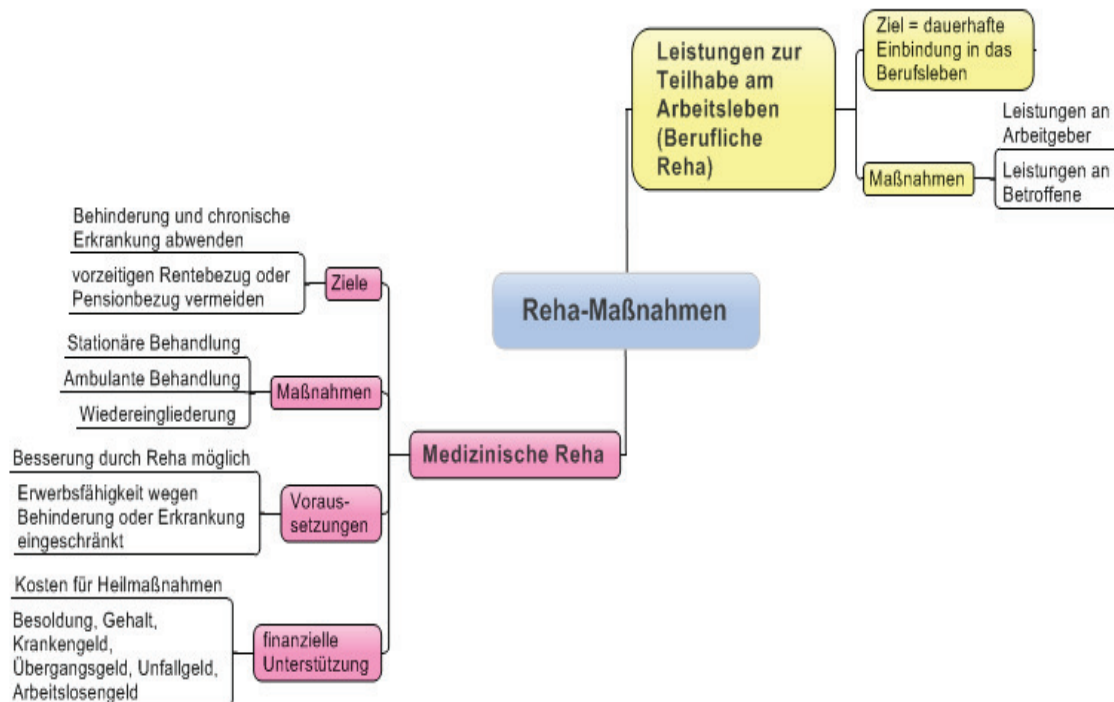 Leistungen zur
Teilhabe am
Arbeitsleben
(Berufliche
Reha)
Ziel = dauerhafte
Einbindung in das
Berufsleben
Maßnahmen
Leistungen an
Arbeitgeber
Leistungen an
Betroffene
Reha-Maßnahmen
Medizinische Reha
Ziele
Behinderung und chronische
Erkrankung abwenden
vorzeitigen Rentebezug oder
Pensionbezug vermeiden
Maßnahmen
Stationäre Behandlung
Ambulante Behandlung
Wiedereingliederung
Voraus-
setzungen
Besserung durch Reha möglich
Erwerbsfähigkeit wegen
Behinderung oder Erkrankung
eingeschränkt
finanzielle
Unterstützung
Kosten für Heilmaßnahmen
Besoldung, Gehalt,
Krankengeld,
Übergangsgeld, Unfallgeld,
Arbeitslosengeld